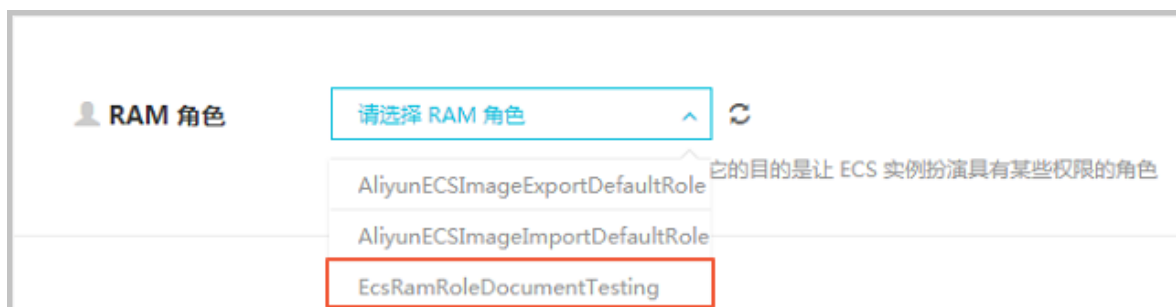 RAM 角色
请选择 RAM 角色
它的目的是让 ECS 实例扮演具有某些权限的角色
AliyunECSImageExportDefaultRole
AliyunECSImageImportDefaultRole
EcsRamRoleDocumentTesting